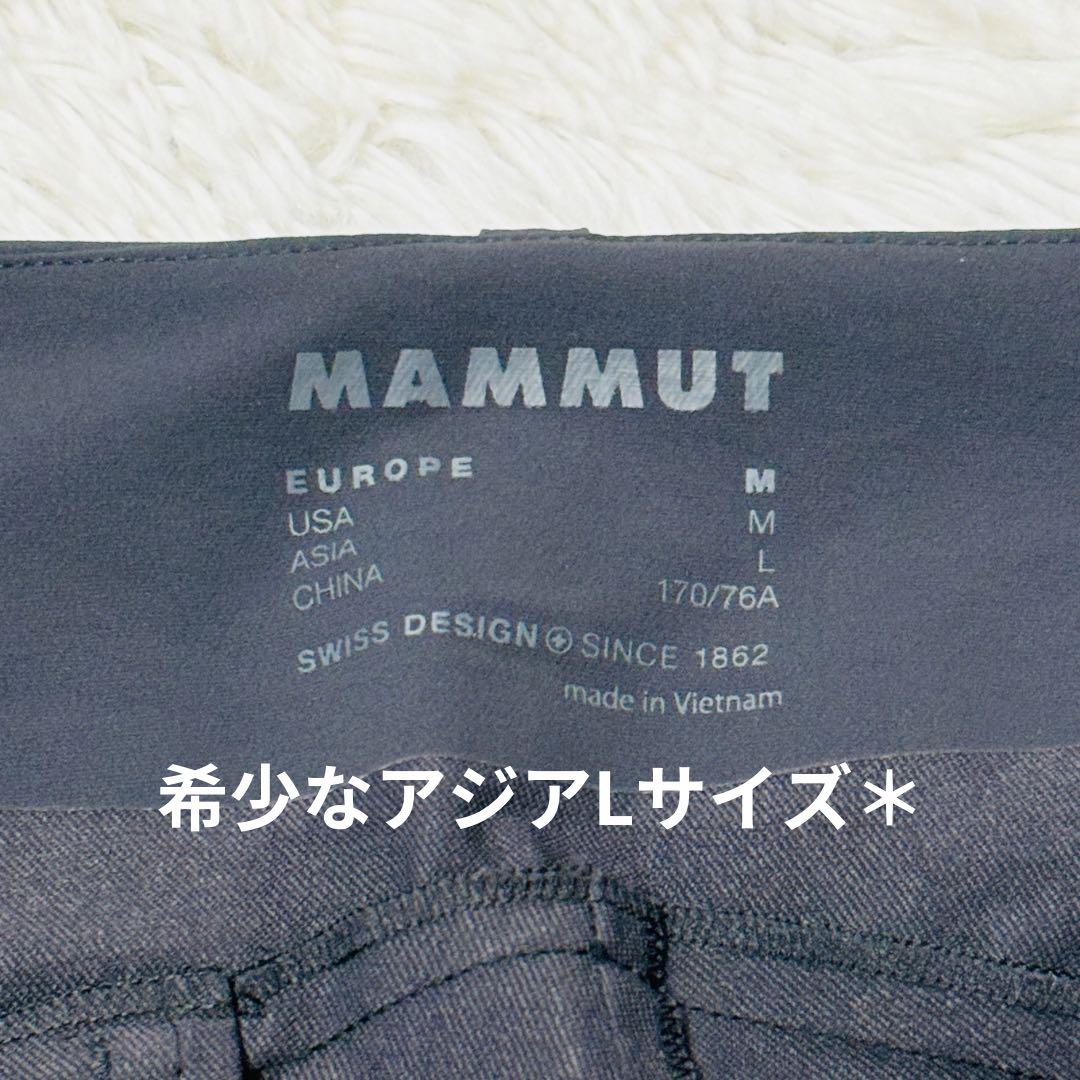 MAMMUT
EUROPE M
USA M
ASIA L
CHINA 170/76A
SWISS DESIGN SINCE 1862
made in Vietnam
希少なアジアLサイズ＊